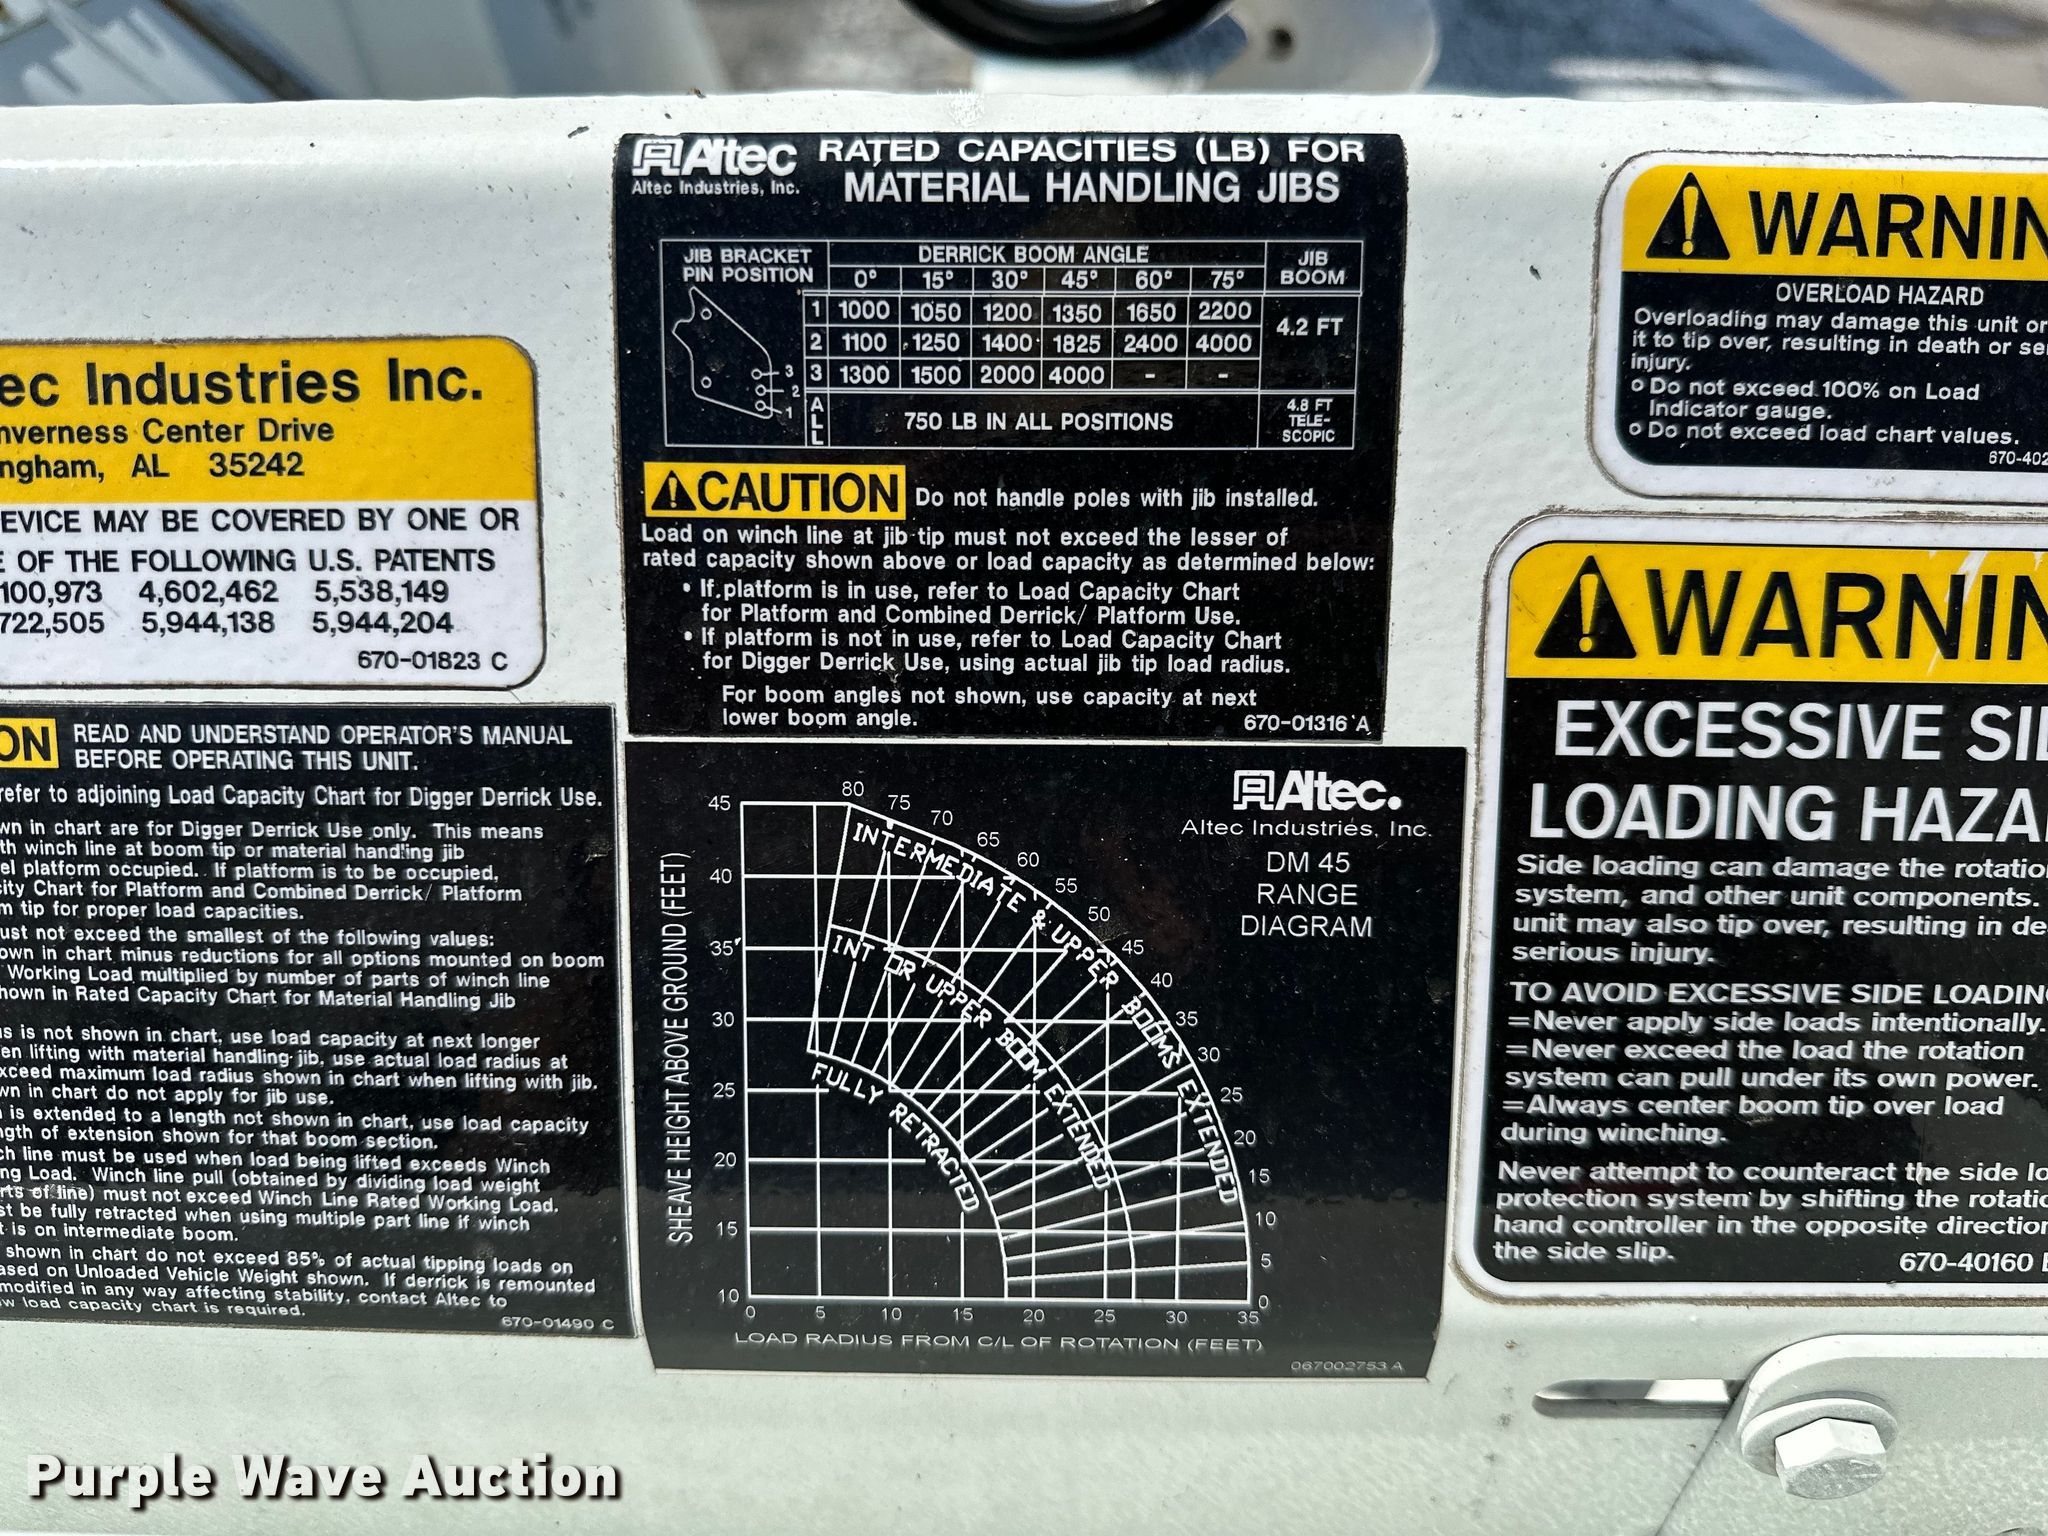 Altec
Altec Industries, Inc.
RATED CAPACITIES (LB) FOR
MATERIAL HANDLING JIBS
JIB BRACKET
PIN POSITION
DERRICK BOOM ANGLE
JIB
BOOM
0° 15° 30° 45° 60° 75°
1 1000 1050 1200 1350 1650 2200
4.2 FT
2 1100 1250 1400 1825 2400 4000
3 1300 1500 2000 4000 - -
3
2
1
ALL
750 LB IN ALL POSITIONS
4.8 FT
TELE-
SCOPIC
CAUTION Do not handle poles with jib installed.
Load on winch line at jib tip must not exceed the lesser of
rated capacity shown above or load capacity as determined below:
• If platform is in use, refer to Load Capacity Chart
for Platform and Combined Derrick/ Platform Use.
• If platform is not in use, refer to Load Capacity Chart
for Digger Derrick Use, using actual jib tip load radius.
For boom angles not shown, use capacity at next
lower boom angle.
670-01316 A
tec Industries Inc.
nverness Center Drive
ngham, AL 35242
EVICE MAY BE COVERED BY ONE OR
E OF THE FOLLOWING U.S. PATENTS
100,973 4,602,462 5,538,149
722,505 5,944,138 5,944,204
670-01823 C
ON READ AND UNDERSTAND OPERATOR'S MANUAL
BEFORE OPERATING THIS UNIT.
refer to adjoining Load Capacity Chart for Digger Derrick Use.
wn in chart are for Digger Derrick Use only. This means
th winch line at boom tip or material handling jib
el platform occupied. If platform is to be occupied,
city Chart for Platform and Combined Derrick/ Platform
m tip for proper load capacities.
ust not exceed the smallest of the following values:
own in chart minus reductions for all options mounted on boom
Working Load multiplied by number of parts of winch line
hown in Rated Capacity Chart for Material Handling Jib
us is not shown in chart, use load capacity at next longer
en lifting with material handling jib, use actual load radius at
xceed maximum load radius shown in chart when lifting with jib.
wn in chart do not apply for jib use.
n is extended to a length not shown in chart, use load capacity
ngth of extension shown for that boom section.
ch line must be used when load being lifted exceeds Winch
ng Load. Winch line pull (obtained by dividing load weight
rts of line) must not exceed Winch Line Rated Working Load.
st be fully retracted when using multiple part line if winch
t is on intermediate boom.
shown in chart do not exceed 85% of actual tipping loads on
ased on Unloaded Vehicle Weight shown. If derrick is remounted
modified in any way affecting stability, contact Altec to
w load capacity chart is required.
670-01490 C
Altec.
Altec Industries, Inc.
DM 45
RANGE
DIAGRAM
SHEAVE HEIGHT ABOVE GROUND (FEET)
45
40
35
30
25
20
15
10
80
75
70
65
60
55
50
45
40
35
30
25
20
15
10
5
0
INTERMEDIATE & UPPER BOOMS EXTENDED
INT OR UPPER BOOM EXTENDED
FULLY RETRACTED
0 5 10 15 20 25 30 35
LOAD RADIUS FROM C/L OF ROTATION (FEET)
067002753 A
WARNIN
OVERLOAD HAZARD
Overloading may damage this unit or
it to tip over, resulting in death or se
injury.
o Do not exceed 100% on Load
Indicator gauge.
o Do not exceed load chart values.
670-402
WARNIN
EXCESSIVE SI
LOADING HAZA
Side loading can damage the rotatio
system, and other unit components.
unit may also tip over, resulting in de
serious injury.
TO AVOID EXCESSIVE SIDE LOADIN
=Never apply side loads intentionally.
=Never exceed the load the rotation
system can pull under its own power.
=Always center boom tip over load
during winching.
Never attempt to counteract the side lo
protection system by shifting the rotatio
hand controller in the opposite direction
the side slip.
670-40160
Purple Wave Auction